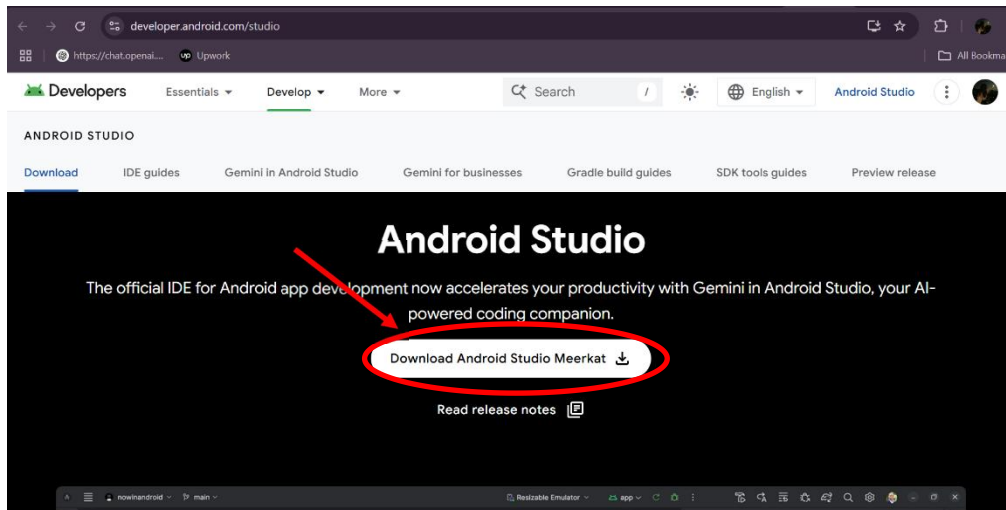 developer.android.com/studio
https://chat.openai.... up Upwork All Bookma
Developers Essentials Develop More Search / English Android Studio
ANDROID STUDIO
Download IDE guides Gemini in Android Studio Gemini for businesses Gradle build guides SDK tools guides Preview release
Android Studio
The official IDE for Android app development now accelerates your productivity with Gemini in Android Studio, your AI-
powered coding companion.
Download Android Studio Meerkat
Read release notes
nowinandroid main Resizable Emulator app